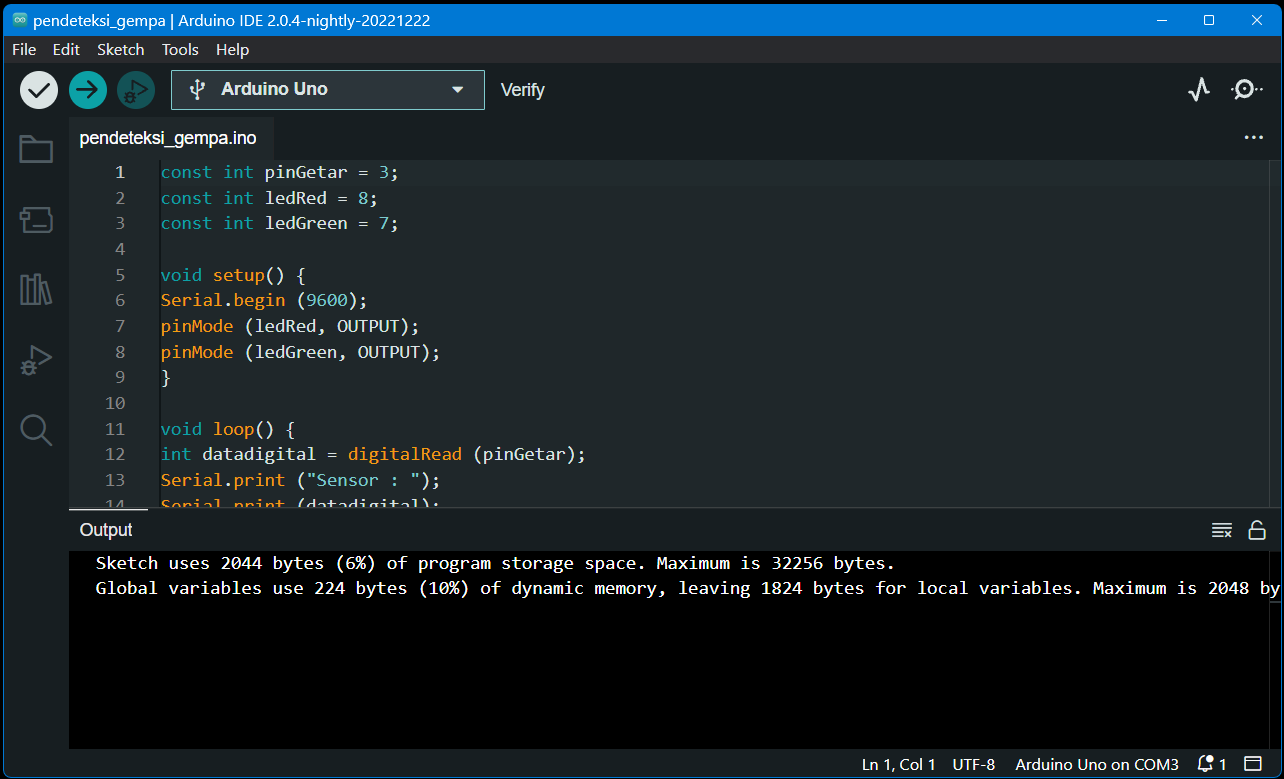 pendeteksi_gempa | Arduino IDE 2.0.4-nightly-20221222
File Edit Sketch Tools Help
Arduino Uno
Verify
pendeteksi_gempa.ino
1 const int pinGetar = 3;
2 const int ledRed = 8;
3 const int ledGreen = 7;
4
5 void setup() {
6 Serial.begin (9600);
7 pinMode (ledRed, OUTPUT);
8 pinMode (ledGreen, OUTPUT);
9 }
10
11 void loop() {
12 int datadigital = digitalRead (pinGetar);
13 Serial.print ("Sensor : ");
14 Serial.print (datadigital);
Output
Sketch uses 2044 bytes (6%) of program storage space. Maximum is 32256 bytes.
Global variables use 224 bytes (10%) of dynamic memory, leaving 1824 bytes for local variables. Maximum is 2048 by
Ln 1, Col 1 UTF-8 Arduino Uno on COM3 1